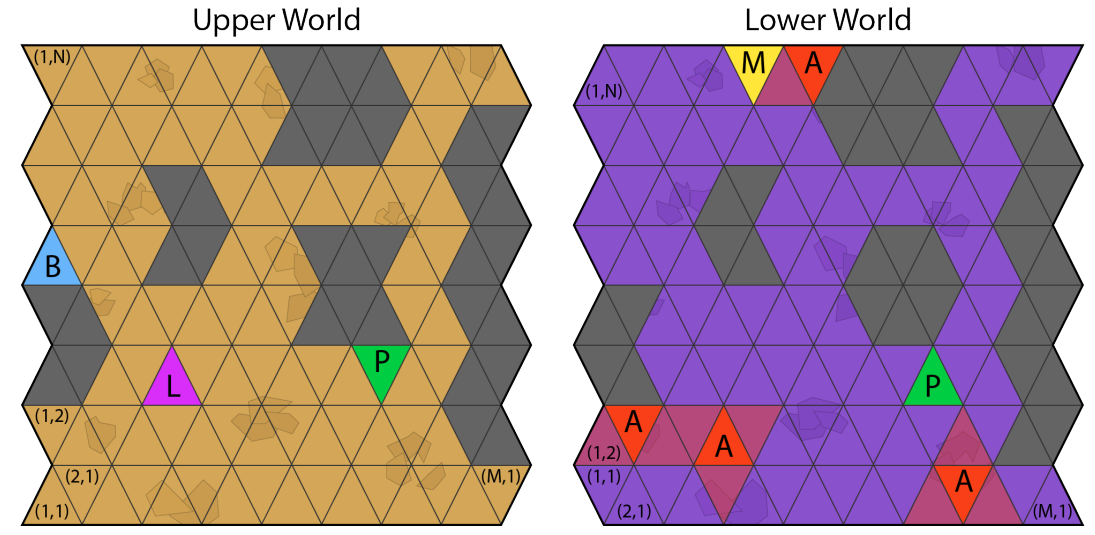 Upper World
(1,N)
B
L
P
(1,2)
(2,1)
(M,1)
(1,1)
Lower World
M
A
(1,N)
P
A
A
(1,2)
(1,1)
A
(2,1)
(M,1)